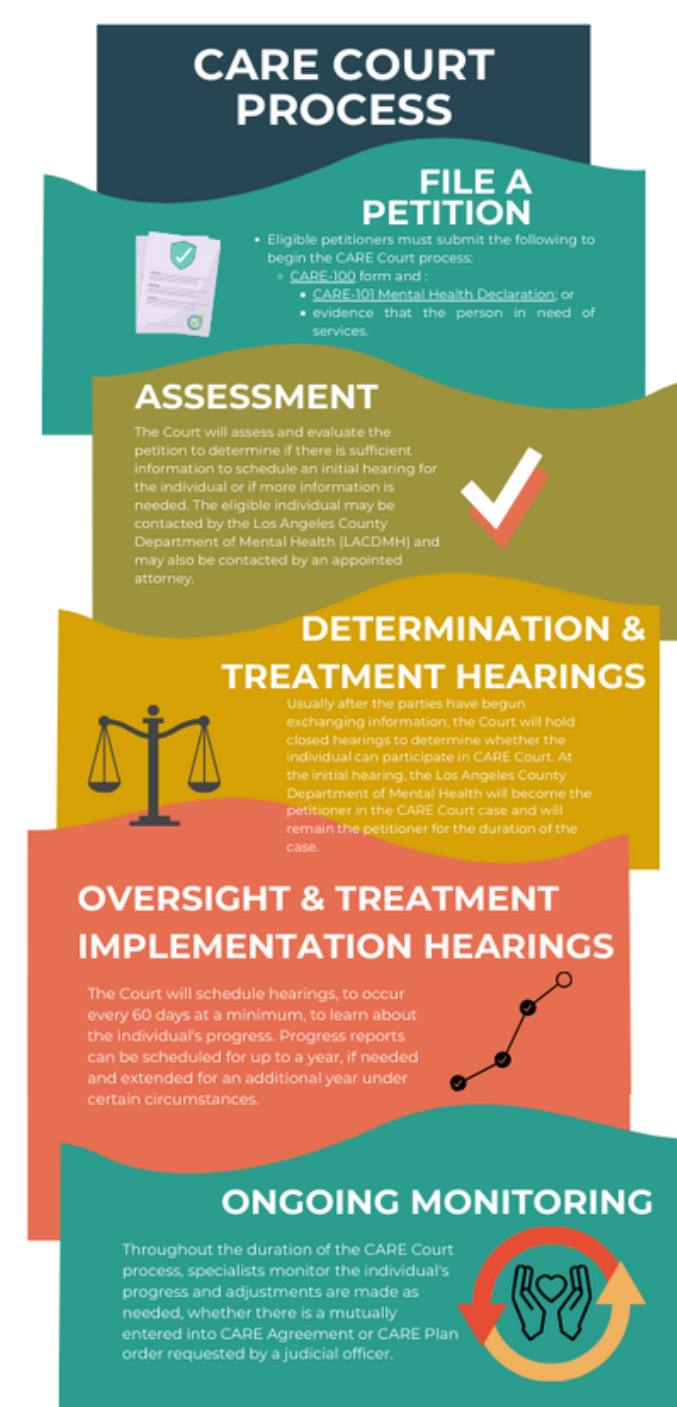 CARE COURT
PROCESS
FILE A
PETITION
• Eligible petitioners must submit the following to
begin the CARE Court process:
◦ CARE-100 form and :
▪ CARE-101 Mental Health Declaration; or
▪ evidence that the person in need of
services.
ASSESSMENT
The Court will assess and evaluate the
petition to determine if there is sufficient
information to schedule an initial hearing for
the individual or if more information is
needed. The eligible individual may be
contacted by the Los Angeles County
Department of Mental Health (LACDMH) and
may also be contacted by an appointed
attorney.
DETERMINATION &
TREATMENT HEARINGS
Usually after the parties have begun
exchanging information, the Court will hold
closed hearings to determine whether the
individual can participate in CARE Court. At
the initial hearing, the Los Angeles County
Department of Mental Health will become the
petitioner in the CARE Court case and will
remain the petitioner for the duration of the
case.
OVERSIGHT & TREATMENT
IMPLEMENTATION HEARINGS
The Court will schedule hearings, to occur
every 60 days at a minimum, to learn about
the individual's progress. Progress reports
can be scheduled for up to a year, if needed
and extended for an additional year under
certain circumstances.
ONGOING MONITORING
Throughout the duration of the CARE Court
process, specialists monitor the individual's
progress and adjustments are made as
needed, whether there is a mutually
entered into CARE Agreement or CARE Plan
order requested by a judicial officer.